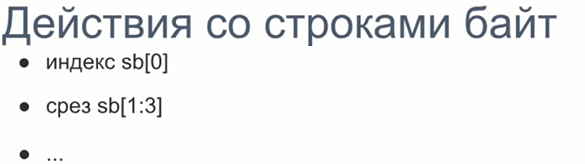 Действия со строками байт
● индекс sb[0]
● срез sb[1:3]
● ...